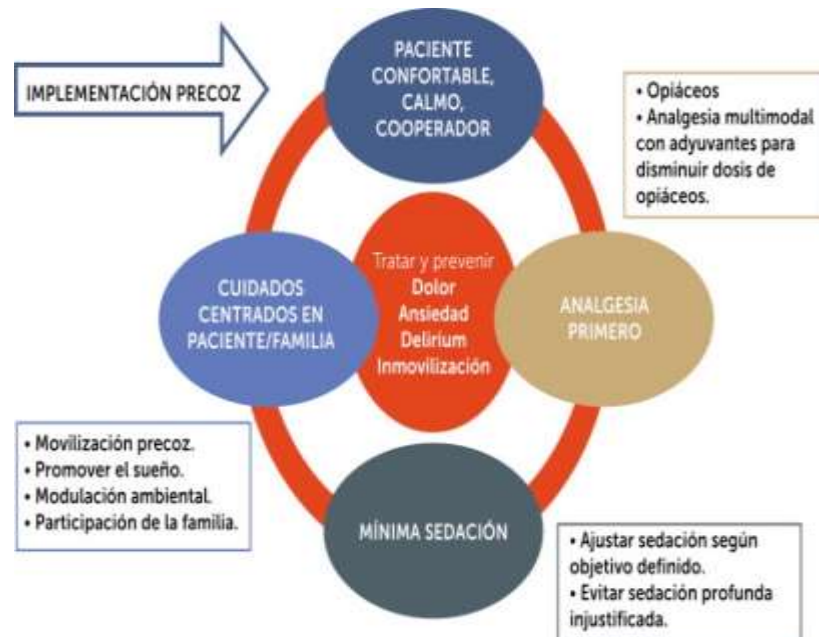 IMPLEMENTACIÓN PRECOZ
PACIENTE
CONFORTABLE,
CALMO,
COOPERADOR
• Opiáceos
• Analgesia multimodal
con adyuvantes para
disminuir dosis de
opiáceos.
CUIDADOS
CENTRADOS EN
PACIENTE/FAMILIA
Tratar y prevenir
Dolor
Ansiedad
Delirium
Inmovilización
ANALGESIA
PRIMERO
• Movilización precoz.
• Promover el sueño.
• Modulación ambiental.
• Participación de la familia.
MÍNIMA SEDACIÓN
• Ajustar sedación según
objetivo definido.
• Evitar sedación profunda
injustificada.